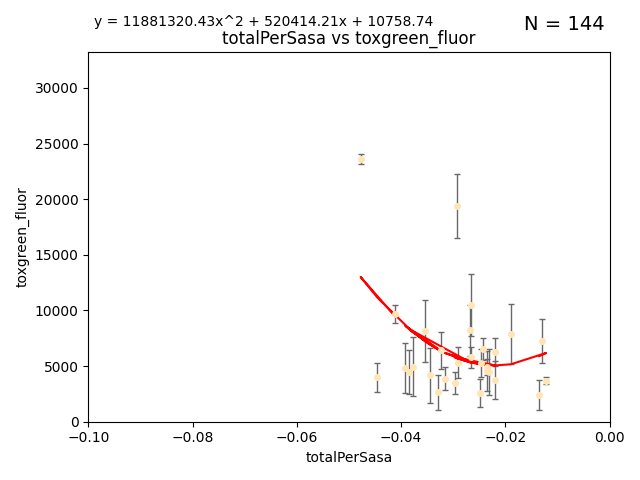 y = 11881320.43x^2 + 520414.21x + 10758.74
N = 144
totalPerSasa vs toxgreen_fluor
30000
25000
20000
15000
10000
5000
0
toxgreen_fluor
−0.10
−0.08
−0.06
−0.04
−0.02
0.00
totalPerSasa